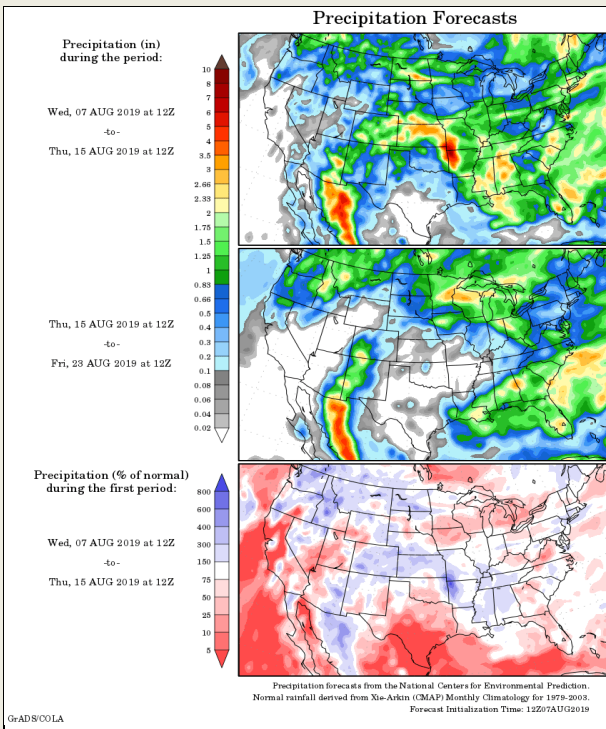 Precipitation Forecasts
Precipitation (in)
during the period:
Wed, 07 AUG 2019 at 12Z
-to-
Thu, 15 AUG 2019 at 12Z
10
8
7
6
5
4
3.5
3
2.66
2.33
2
1.75
1.5
1.25
1
0.83
0.66
0.5
0.4
0.3
0.2
0.1
0.08
0.06
0.04
0.02
Thu, 15 AUG 2019 at 12Z
-to-
Fri, 23 AUG 2019 at 12Z
Precipitation (% of normal)
during the first period:
Wed, 07 AUG 2019 at 12Z
-to-
Thu, 15 AUG 2019 at 12Z
800
600
400
300
150
75
50
25
10
5
Precipitation forecasts from the National Centers for Environmental Prediction.
Normal rainfall derived from Xie-Arkin (CMAP) Monthly Climatology for 1979-2003.
Forecast Initialization Time: 12Z07AUG2019
GrADS/COLA